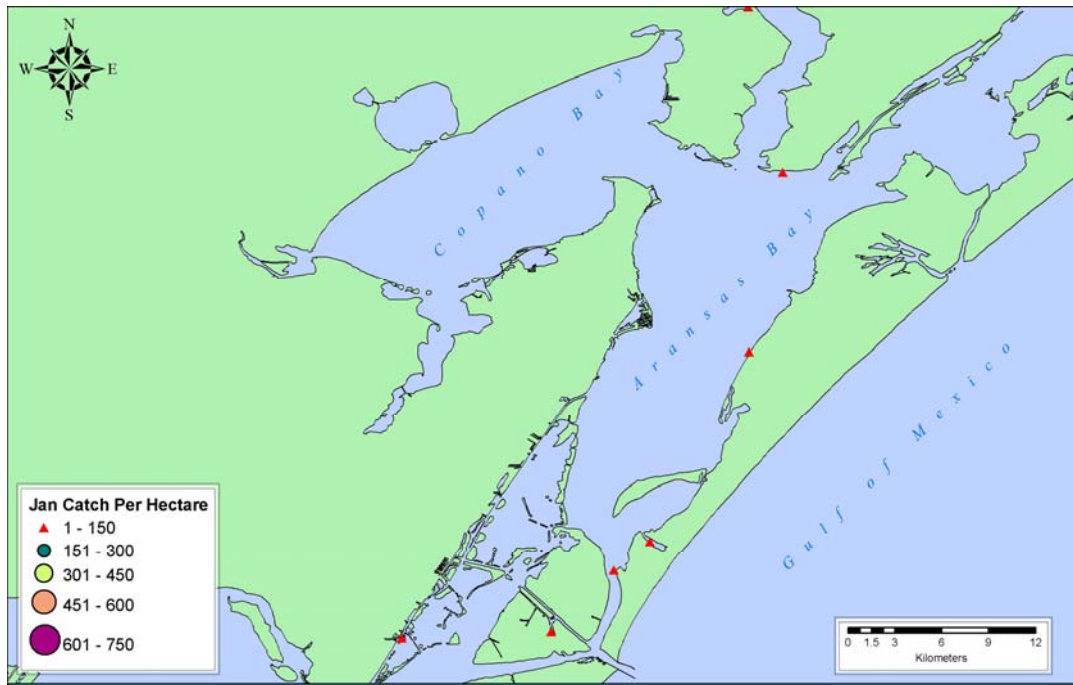 N
W E
S
Copano Bay
Aransas Bay
Gulf of Mexico
Jan Catch Per Hectare
1 - 150
151 - 300
301 - 450
451 - 600
601 - 750
0 1.5 3 6 9 12
Kilometers